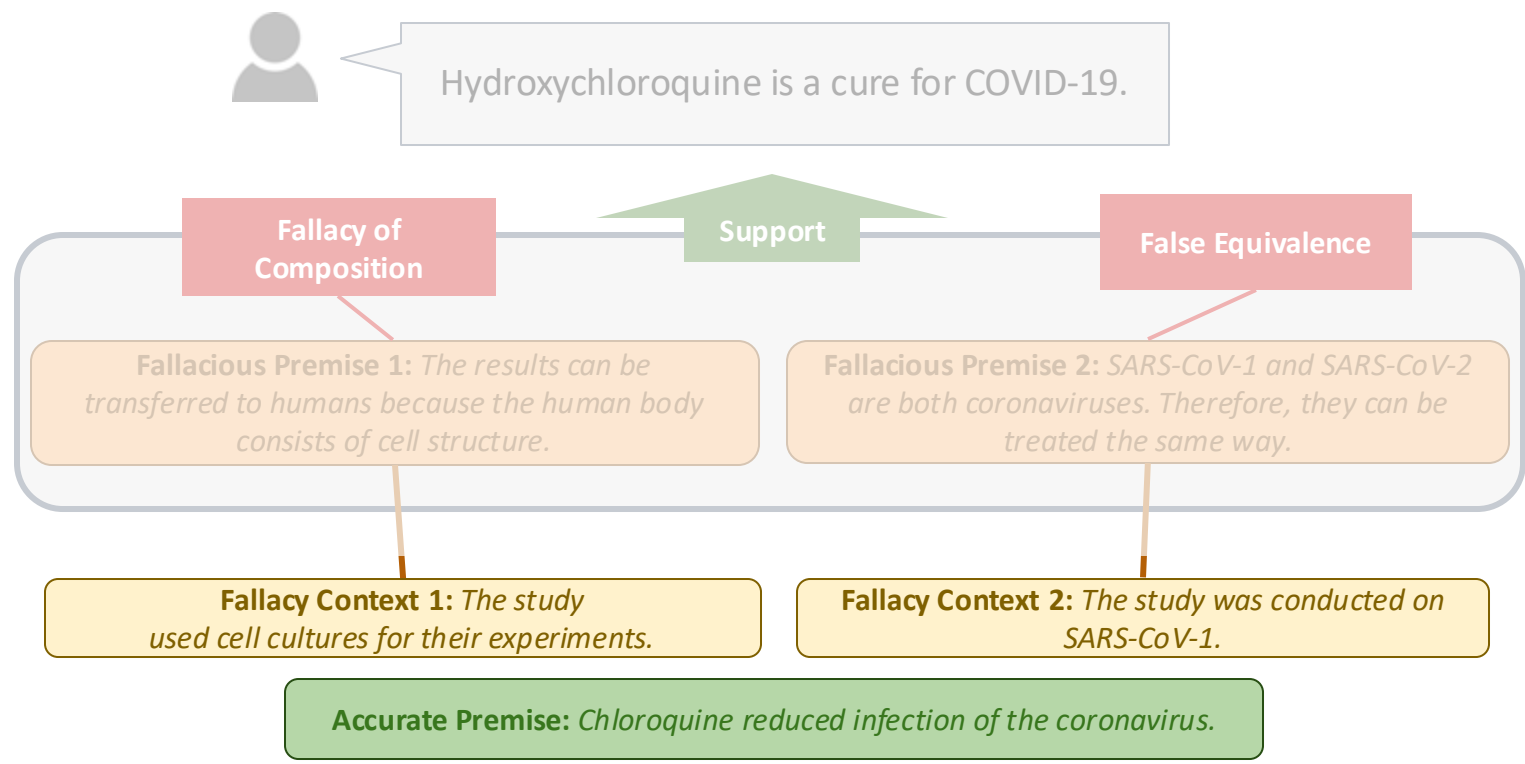 Hydroxychloroquine is a cure for COVID-19.
Fallacy of
Composition
Support
False Equivalence
Fallacious Premise 1: The results can be
transferred to humans because the human body
consists of cell structure.
Fallacious Premise 2: SARS-CoV-1 and SARS-CoV-2
are both coronaviruses. Therefore, they can be
treated the same way.
Fallacy Context 1: The study
used cell cultures for their experiments.
Fallacy Context 2: The study was conducted on
SARS-CoV-1.
Accurate Premise: Chloroquine reduced infection of the coronavirus.